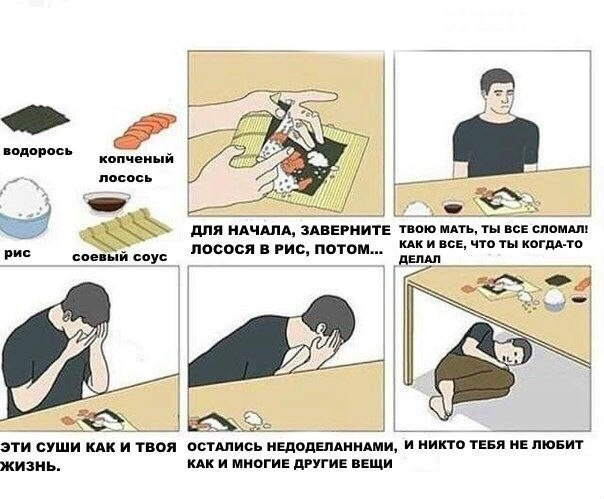 водорось
копченый
лосось
рис
соевый соус
ДЛЯ НАЧАЛА, ЗАВЕРНИТЕ
ЛОСОСЯ В РИС, ПОТОМ...
ТВОЮ МАТЬ, ТЫ ВСЕ СЛОМАЛ!
КАК И ВСЕ, ЧТО ТЫ КОГДА-ТО
ДЕЛАЛ
ЭТИ СУШИ КАК И ТВОЯ
ЖИЗНЬ.
ОСТАЛИСЬ НЕДОДЕЛАННАМИ,
КАК И МНОГИЕ ДРУГИЕ ВЕЩИ
И НИКТО ТЕБЯ НЕ ЛЮБИТ